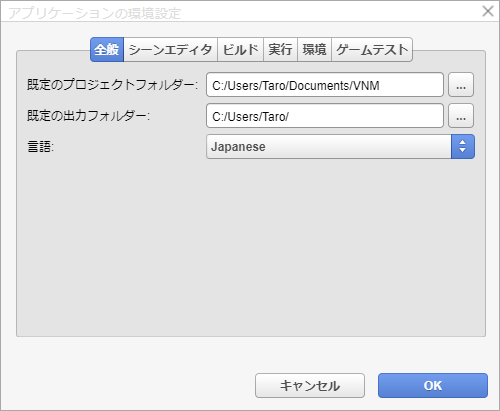 アプリケーションの環境設定
全般 シーンエディタ ビルド 実行 環境 ゲームテスト
既定のプロジェクトフォルダー: C:/Users/Taro/Documents/VNM ...
既定の出力フォルダー: C:/Users/Taro/ ...
言語: Japanese
キャンセル OK